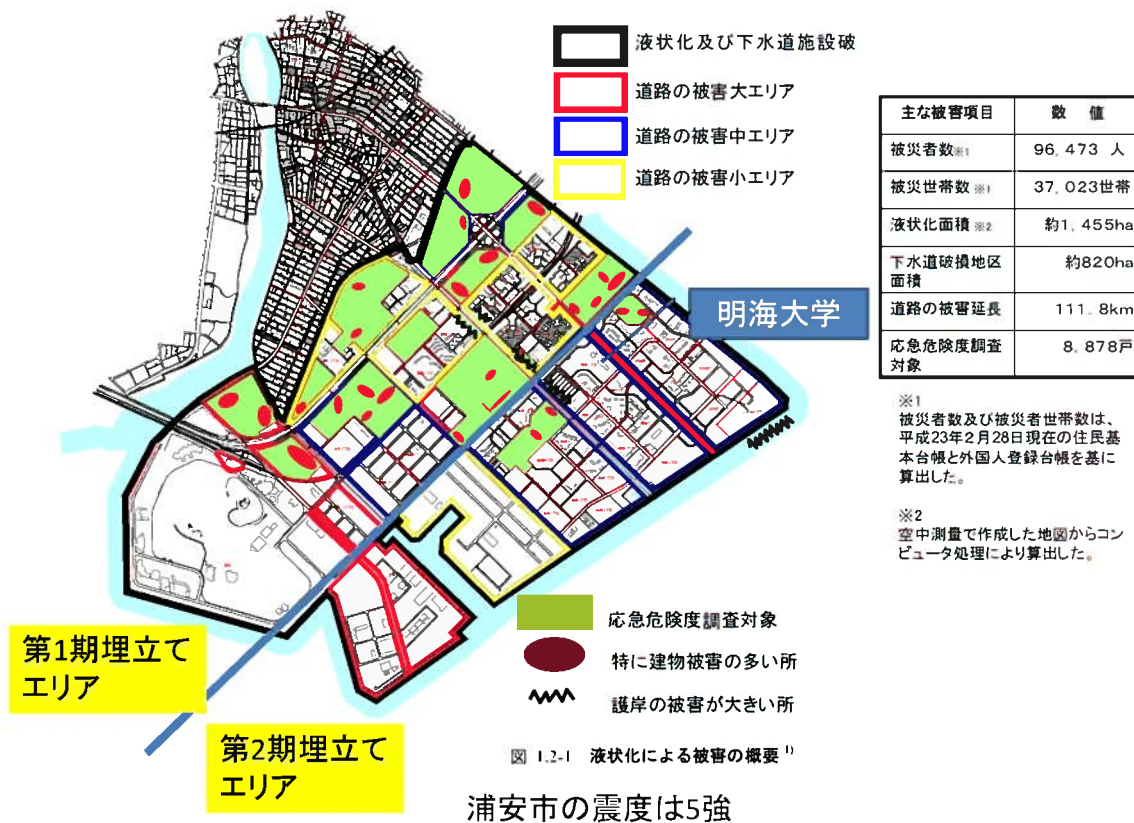 液状化及び下水道施設破
道路の被害大エリア
道路の被害中エリア
道路の被害小エリア
主な被害項目 数 値
被災者数※1 96,473 人
被災世帯数※1 37,023世帯
液状化面積※2 約1,455ha
下水道破損地区
面積 約820ha
道路の被害延長 111.8km
応急危険度調査
対象 8,878戸
※1
被災者数及び被災者世帯数は、
平成23年2月28日現在の住民基
本台帳と外国人登録台帳を基に
算出した。
※2
空中測量で作成した地図からコン
ピュータ処理により算出した。
明海大学
第1期埋立て
エリア
第2期埋立て
エリア
応急危険度調査対象
特に建物被害の多い所
護岸の被害が大きい所
図 1.2-1 液状化による被害の概要 1)
浦安市の震度は5強